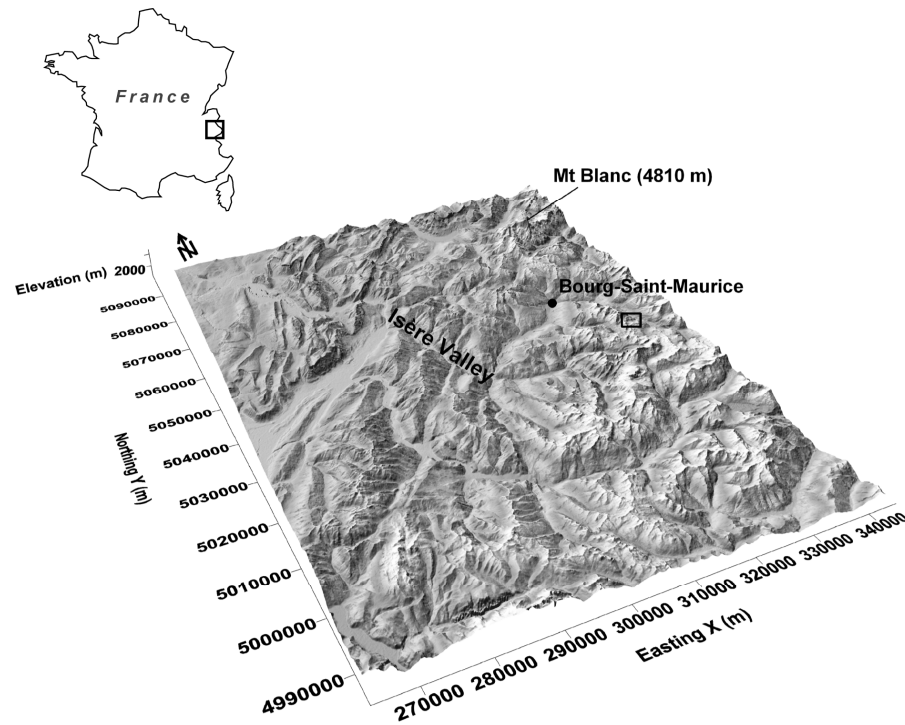 France
Mt Blanc (4810 m)
N
Bourg-Saint-Maurice
Elevation (m) 2000
Isère Valley
Northing Y (m)
5090000
5080000
5070000
5060000
5050000
5040000
5030000
5020000
5010000
5000000
4990000
270000 280000 290000 300000 310000 320000 330000 340000
Easting X (m)